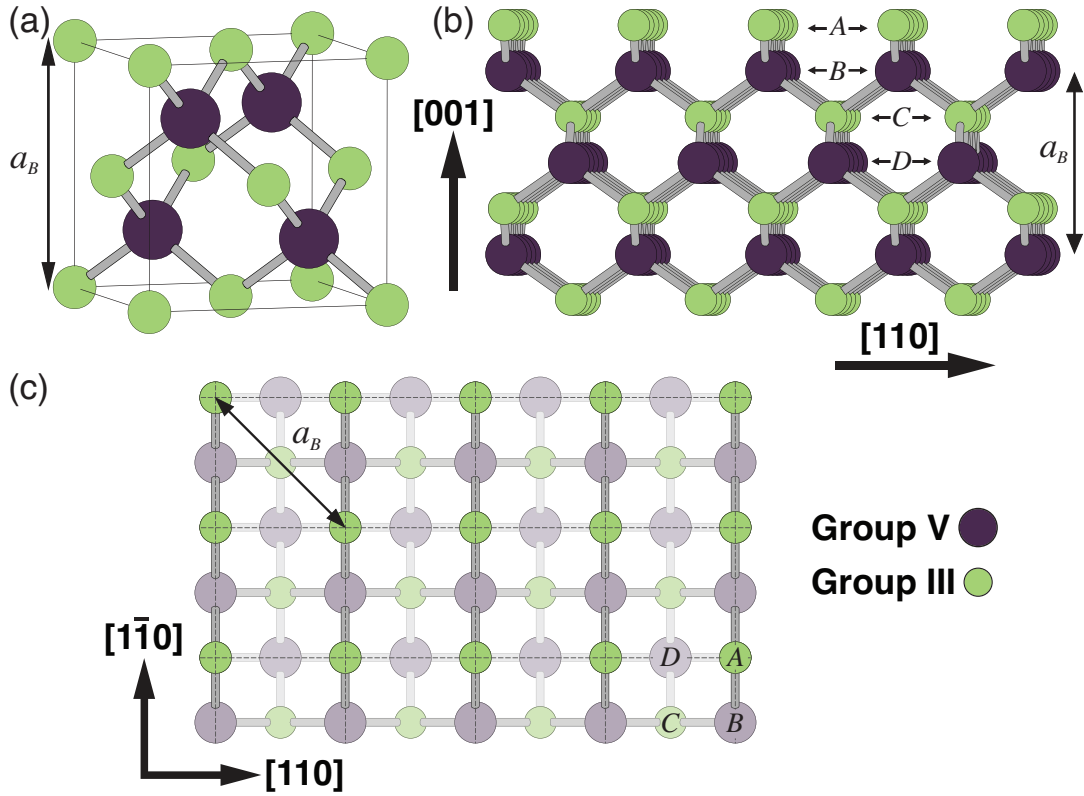 (a)
a_B
(b)
A
B
C
D
[001]
a_B
[110]
(c)
a_B
D
A
C
B
[11̄0]
[110]
Group V
Group III